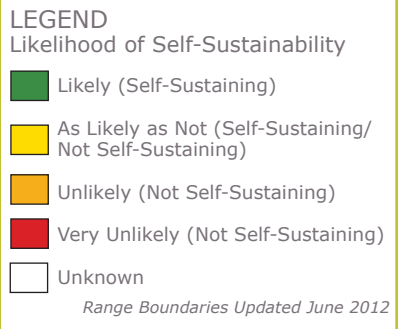 LEGEND
Likelihood of Self-Sustainability
Likely (Self-Sustaining)
As Likely as Not (Self-Sustaining/
Not Self-Sustaining)
Unlikely (Not Self-Sustaining)
Very Unlikely (Not Self-Sustaining)
Unknown
Range Boundaries Updated June 2012